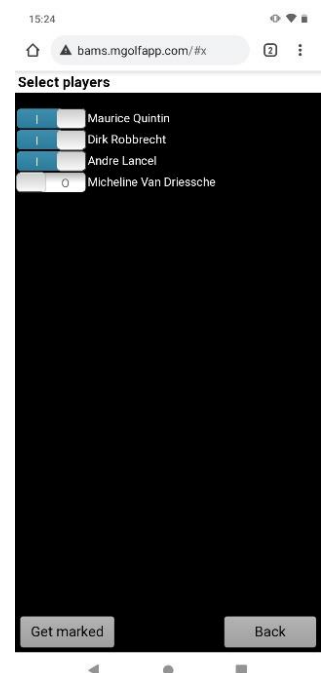 15:24
bams.mgolfapp.com/#x
2
Select players
I Maurice Quintin
I Dirk Robbrecht
I Andre Lancel
O Micheline Van Driessche
Get marked
Back